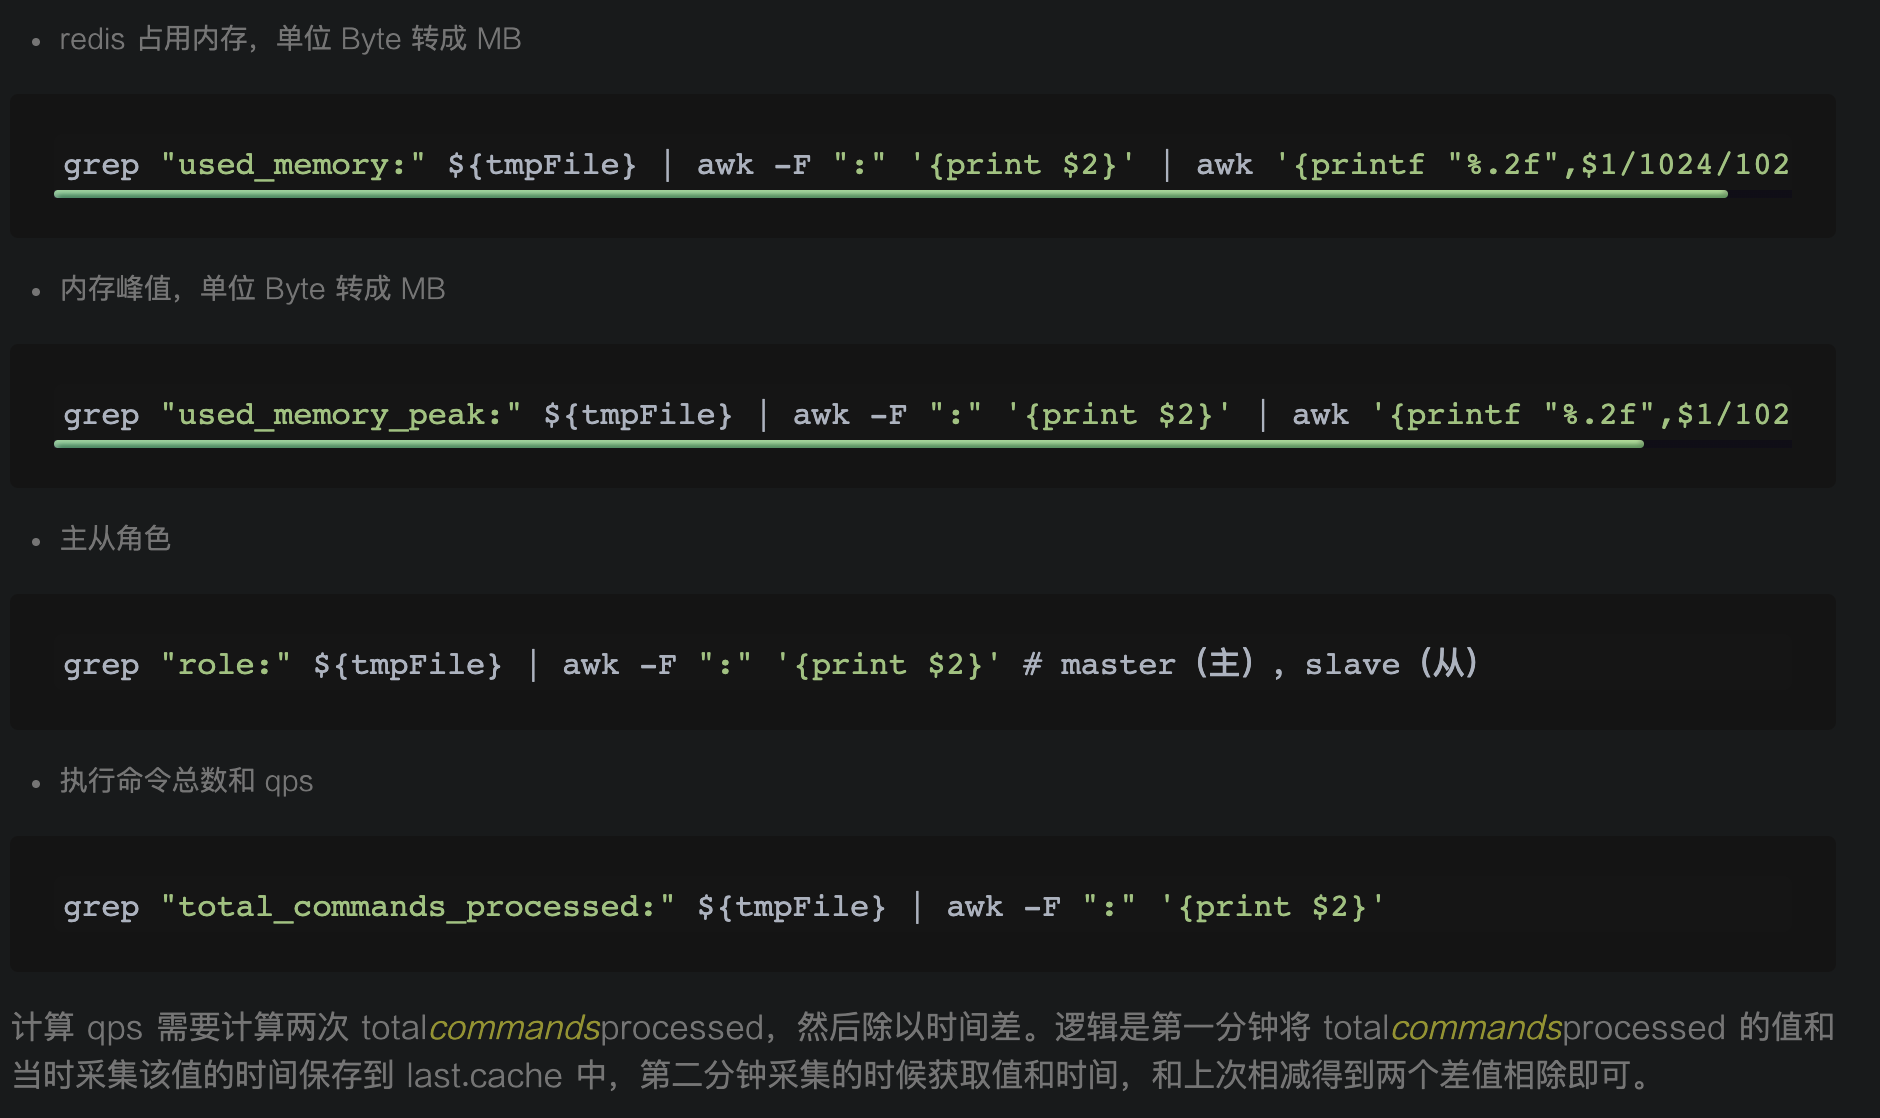 redis 占用内存，单位 Byte 转成 MB
grep "used_memory:" ${tmpFile} | awk -F ":" '{print $2}' | awk '{printf "%.2f",$1/1024/102
内存峰值，单位 Byte 转成 MB
grep "used_memory_peak:" ${tmpFile} | awk -F ":" '{print $2}' | awk '{printf "%.2f",$1/102
主从角色
grep "role:" ${tmpFile} | awk -F ":" '{print $2}' # master（主）, slave（从）
执行命令总数和 qps
grep "total_commands_processed:" ${tmpFile} | awk -F ":" '{print $2}'
计算 qps 需要计算两次 totalcommandsprocessed，然后除以时间差。逻辑是第一分钟将 totalcommandsprocessed 的值和
当时采集该值的时间保存到 last.cache 中，第二分钟采集的时候获取值和时间，和上次相减得到两个差值相除即可。